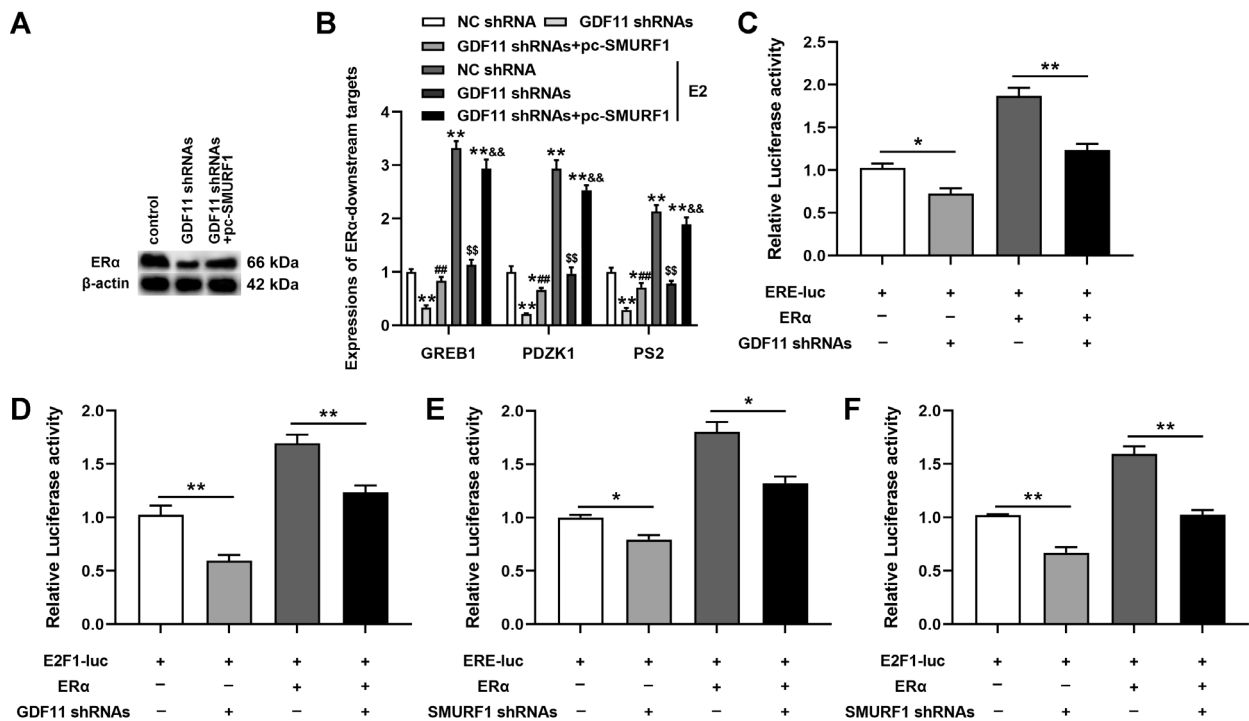 A
control
GDF11 shRNAs
GDF11 shRNAs
+pc-SMURF1
ERα
66 kDa
β-actin
42 kDa
B
NC shRNA
GDF11 shRNAs
GDF11 shRNAs+pc-SMURF1
NC shRNA
GDF11 shRNAs
GDF11 shRNAs+pc-SMURF1
E2
Expressions of ERα-downstream targets
4
3
2
1
0
** ## ** $$ **&&
** *## ** $$ **&&
** *## ** $$ **&&
GREB1 PDZK1 PS2
C
Relative Luciferase activity
2.5
2.0
1.5
1.0
0.5
0.0
* **
ERE-luc + + + +
ERα − − + +
GDF11 shRNAs − + − +
D
Relative Luciferase activity
2.0
1.5
1.0
0.5
0.0
** **
E2F1-luc + + + +
ERα − − + +
GDF11 shRNAs − + − +
E
Relative Luciferase activity
2.0
1.5
1.0
0.5
0.0
* *
ERE-luc + + + +
ERα − − + +
SMURF1 shRNAs − + − +
F
Relative Luciferase activity
2.0
1.5
1.0
0.5
0.0
** **
E2F1-luc + + + +
ERα − − + +
SMURF1 shRNAs − + − +